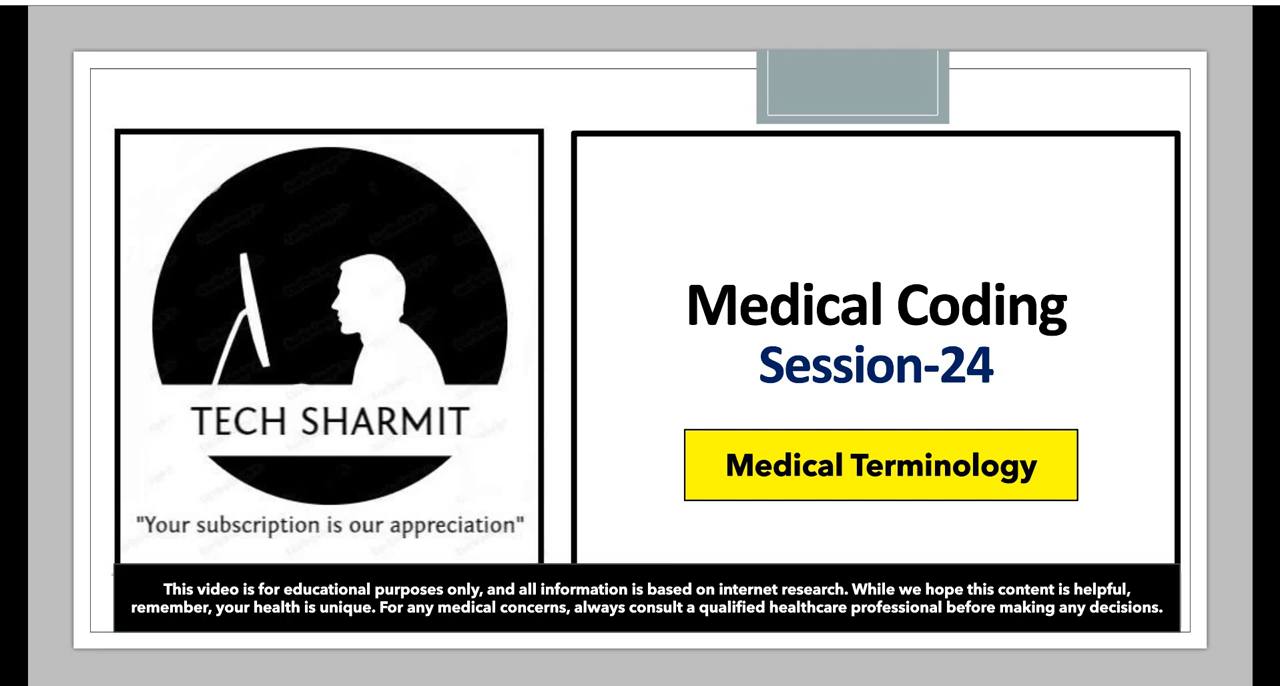 TECH SHARMIT
"Your subscription is our appreciation"
Medical Coding
Session-24
Medical Terminology
This video is for educational purposes only, and all information is based on internet research. While we hope this content is helpful,
remember, your health is unique. For any medical concerns, always consult a qualified healthcare professional before making any decisions.